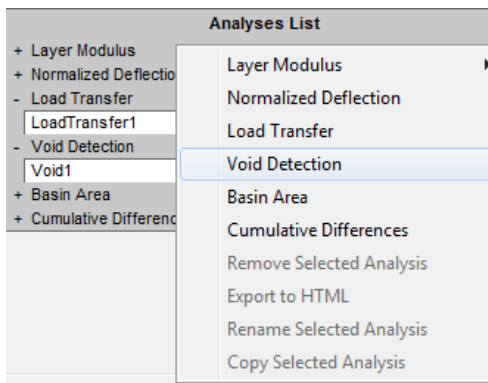 Analyses List
+ Layer Modulus
+ Normalized Deflectio
- Load Transfer
LoadTransfer1
- Void Detection
Void1
+ Basin Area
+ Cumulative Differenc
Layer Modulus
Normalized Deflection
Load Transfer
Void Detection
Basin Area
Cumulative Differences
Remove Selected Analysis
Export to HTML
Rename Selected Analysis
Copy Selected Analysis